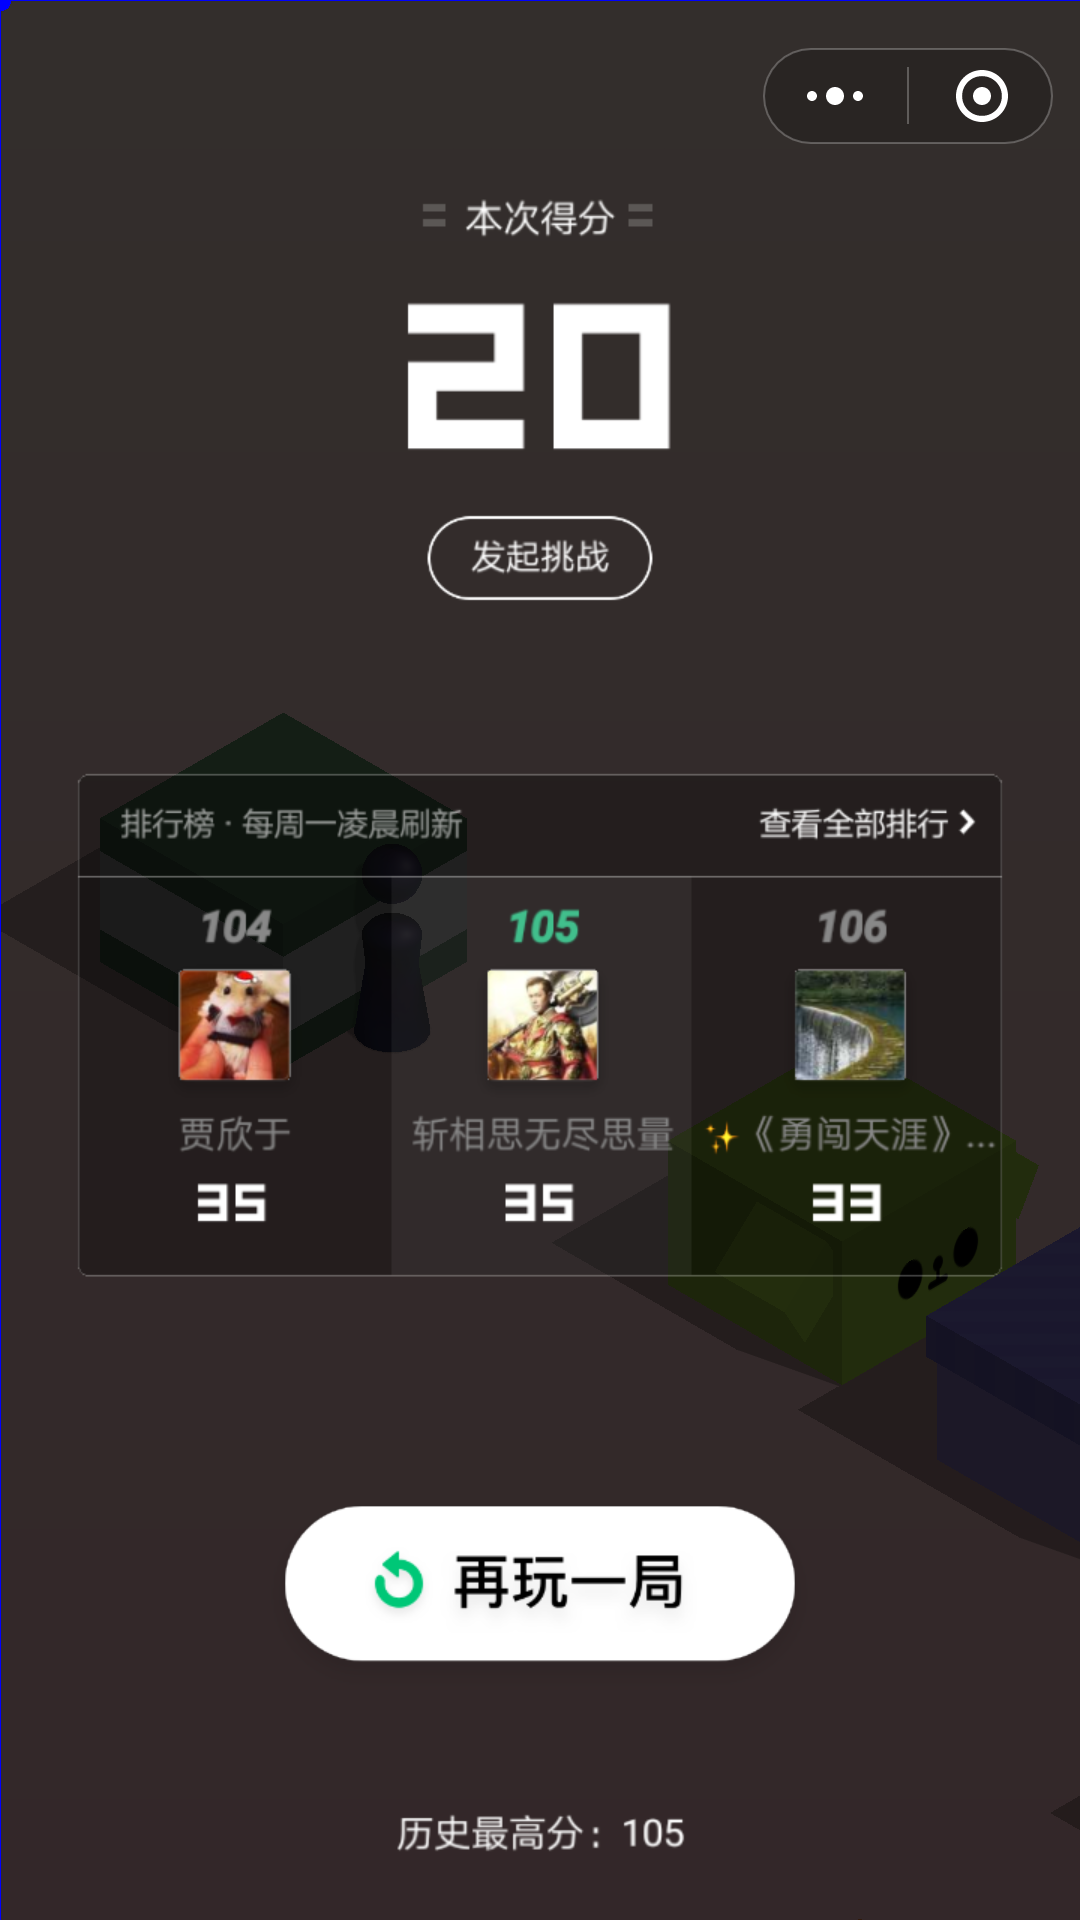 本次得分
20
发起挑战
排行榜 · 每周一凌晨刷新 查看全部排行
104 105 106
贾欣于 斩相思无尽思量 ✨《勇闯天涯》...
35 35 33
再玩一局
历史最高分：105